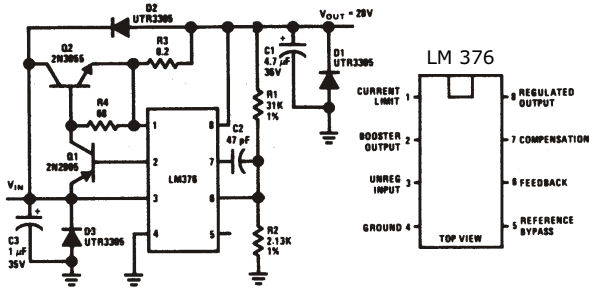 D2
UTR3305
VOUT = 28V
Q2
2N3055
R3
0.2
C1
4.7 µF
35V
D1
UTR3305
R4
68
R1
31K
1%
1
8
C2
47 pF
Q1
2N2905
2
7
LM376
VIN
3
6
C3
1 µF
35V
D3
UTR3305
4
5
R2
2.13K
1%
LM 376
CURRENT LIMIT 1
8 REGULATED OUTPUT
BOOSTER OUTPUT 2
7 COMPENSATION
UNREG INPUT 3
6 FEEDBACK
GROUND 4
5 REFERENCE BYPASS
TOP VIEW